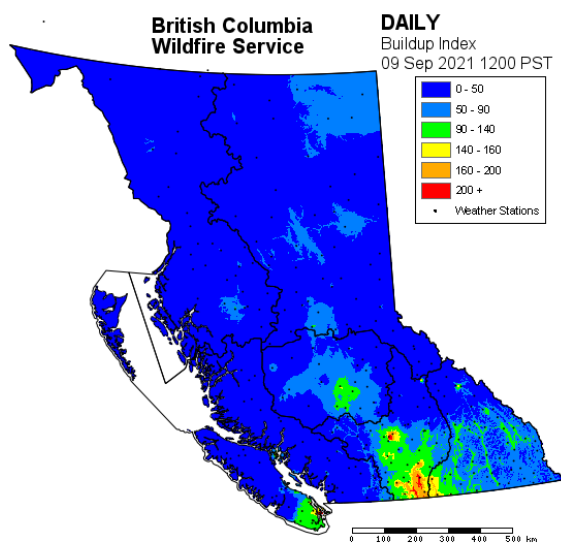 British Columbia
Wildfire Service
DAILY
Buildup Index
09 Sep 2021 1200 PST
0 - 50
50 - 90
90 - 140
140 - 160
160 - 200
200 +
Weather Stations
0 100 200 300 400 500 km